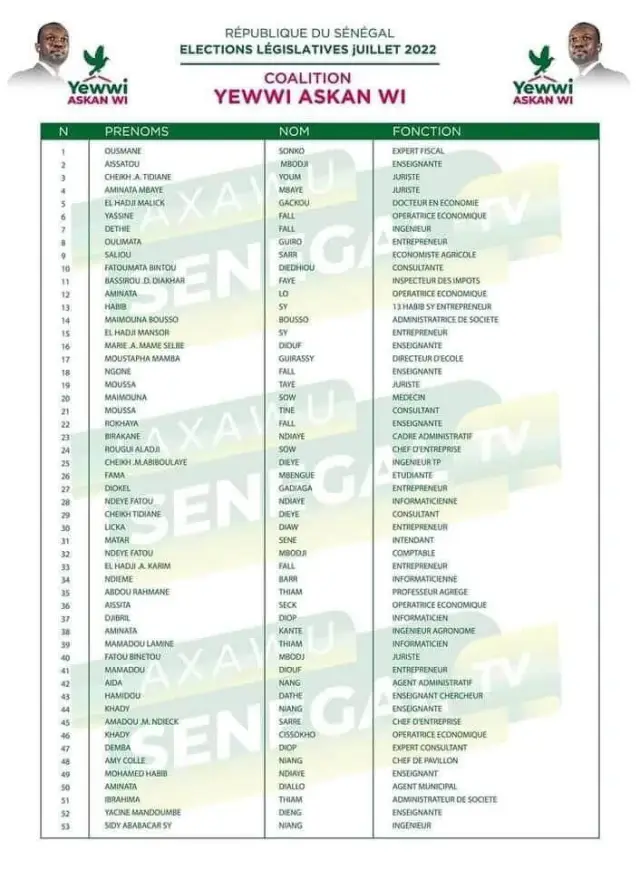 RÉPUBLIQUE DU SÉNÉGAL
ELECTIONS LÉGISLATIVES jUILLET 2022
COALITION
YEWWI ASKAN WI
Yewwi
ASKAN WI
Yewwi
ASKAN WI
N PRENOMS NOM FONCTION
1 OUSMANE SONKO EXPERT FISCAL
2 AISSATOU MBODJI ENSEIGNANTE
3 CHEIKH .A. TIDIANE YOUM JURISTE
4 AMINATA MBAYE MBAYE JURISTE
5 EL HADJI MALICK GACKOU DOCTEUR EN ECONOMIE
6 YASSINE FALL OPERATRICE ECONOMIQUE
7 DETHIE FALL INGENIEUR
8 OULIMATA GUIRO ENTREPRENEUR
9 SALIOU SARR ECONOMISTE AGRICOLE
10 FATOUMATA BINTOU DIEDHIOU CONSULTANTE
11 BASSIROU .D. DIAKHAR FAYE INSPECTEUR DES IMPOTS
12 AMINATA LO OPERATRICE ECONOMIQUE
13 HABIB SY 13 HABIB SY ENTREPRENEUR
14 MAIMOUNA BOUSSO BOUSSO ADMINISTRATRICE DE SOCIETE
15 EL HADJI MANSOR SY ENTREPRENEUR
16 MARIE .A. MAME SELBE DIOUF ENSEIGNANTE
17 MOUSTAPHA MAMBA GUIRASSY DIRECTEUR D'ECOLE
18 NGONE FALL ENSEIGNANTE
19 MOUSSA TAYE JURISTE
20 MAIMOUNA SOW MEDECIN
21 MOUSSA TINE CONSULTANT
22 ROKHAYA FALL ENSEIGNANTE
23 BIRAKANE NDIAYE CADRE ADMINISTRATIF
24 ROUGUI ALADJI SOW CHEF D'ENTREPRISE
25 CHEIKH .M.ABIBOULAYE DIEYE INGENIEUR TP
26 FAMA MBENGUE ETUDIANTE
27 DIOKEL GADIAGA ENTREPRENEUR
28 NDEYE FATOU NDIAYE INFORMATICIENNE
29 CHEIKH TIDIANE DIEYE CONSULTANT
30 LICKA DIAW ENTREPRENEUR
31 MATAR SENE INTENDANT
32 NDEYE FATOU MBODJI COMPTABLE
33 EL HADJI .A. KARIM FALL ENTREPRENEUR
34 NDIEME BARR INFORMATICIENNE
35 ABDOU RAHMANE THIAM PROFESSEUR AGREGE
36 AISSITA SECK OPERATRICE ECONOMIQUE
37 DJIBRIL DIOP INFORMATICIEN
38 AMINATA KANTE INGENIEUR AGRONOME
39 MAMADOU LAMINE THIAM INFORMATICIEN
40 FATOU BINETOU MBODJ JURISTE
41 MAMADOU DIOUF ENTREPRENEUR
42 AIDA NANG AGENT ADMINISTRATIF
43 HAMIDOU DATHE ENSEIGNANT CHERCHEUR
44 KHADY NIANG ENSEIGNANTE
45 AMADOU .M. NDIECK SARRE CHEF D'ENTREPRISE
46 KHADY CISSOKHO OPERATRICE ECONOMIQUE
47 DEMBA DIOP EXPERT CONSULTANT
48 AMY COLLE NIANG CHEF DE PAVILLON
49 MOHAMED HABIB NDIAYE ENSEIGNANT
50 AMINATA DIALLO AGENT MUNICIPAL
51 IBRAHIMA THIAM ADMINISTRATEUR DE SOCIETE
52 YACINE MANDOUMBE DIENG ENSEIGNANTE
53 SIDY ABABACAR SY NIANG INGENIEUR
AXAWU
SENEGAL TV
AXAWU
SENEGAL TV
AXAWU
SENEGAL TV